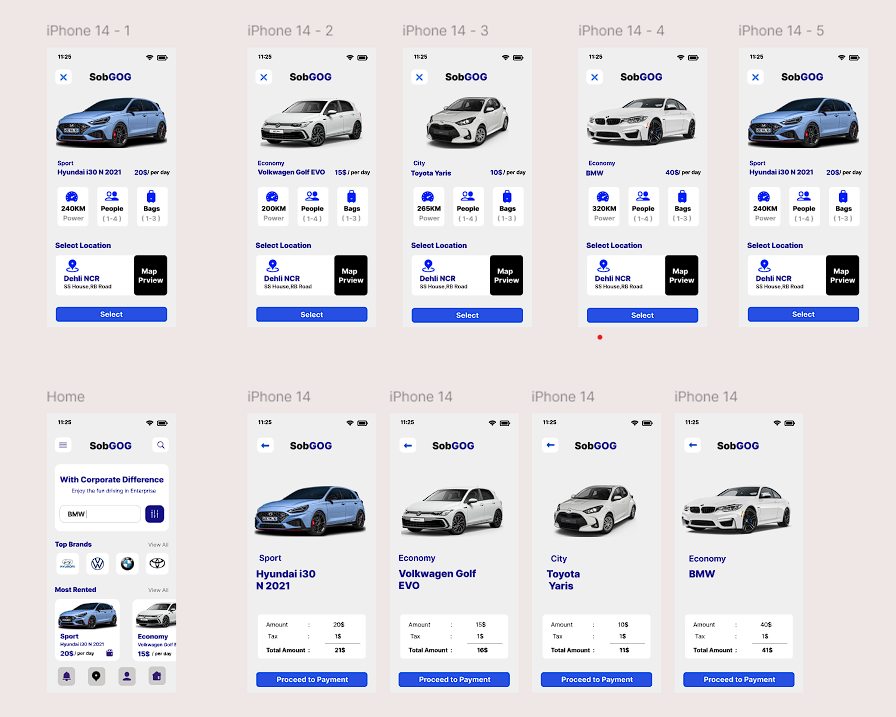 iPhone 14 - 1
11:25
SobGOG
Sport
Hyundai i30 N 2021 20$/ per day
240KM People Bags
Power (1-4) (1-3)
Select Location
Dehli NCR
SS House,RB Road
Map
Prview
Select
iPhone 14 - 2
11:25
SobGOG
Economy
Volkwagen Golf EVO 15$ / per day
200KM People Bags
Power (1-4) (1-3)
Select Location
Dehli NCR
SS House,RB Road
Map
Prview
Select
iPhone 14 - 3
11:25
SobGOG
City
Toyota Yaris 10$/ per day
265KM People Bags
Power (1-4) (1-3)
Select Location
Dehli NCR
SS House,RB Road
Map
Prview
Select
iPhone 14 - 4
11:25
SobGOG
Economy
BMW 40$/ per day
320KM People Bags
Power (1-4) (1-3)
Select Location
Dehli NCR
SS House,RB Road
Map
Prview
Select
iPhone 14 - 5
11:25
SobGOG
Sport
Hyundai i30 N 2021 20$/ per day
240KM People Bags
Power (1-4) (1-3)
Select Location
Dehli NCR
SS House,RB Road
Map
Prview
Select
Home
11:25
SobGOG
With Corporate Difference
Enjoy the fun driving in Enterprise
BMW
Top Brands View All
HYUNDAI
Most Rented View All
Sport
Hyundai i30 N 2021
20$ / per day
Economy
Volkwagen G
15$ / per day
iPhone 14
11:25
SobGOG
Sport
Hyundai i30
N 2021
Amount : 20$
Tax : 1$
Total Amount : 21$
Proceed to Payment
iPhone 14
11:25
SobGOG
Economy
Volkwagen Golf
EVO
Amount : 15$
Tax : 1$
Total Amount : 16$
Proceed to Payment
iPhone 14
11:25
SobGOG
City
Toyota
Yaris
Amount : 10$
Tax : 1$
Total Amount : 11$
Proceed to Payment
iPhone 14
11:25
SobGOG
Economy
BMW
Amount : 40$
Tax : 1$
Total Amount : 41$
Proceed to Payment